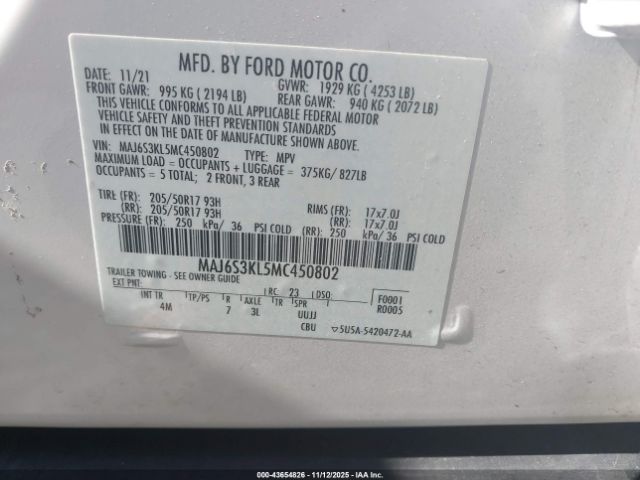 MFD. BY FORD MOTOR CO.
DATE: 11/21 GVWR: 1929 KG ( 4253 LB)
FRONT GAWR: 995 KG ( 2194 LB) REAR GAWR: 940 KG ( 2072 LB)
THIS VEHICLE CONFORMS TO ALL APPLICABLE FEDERAL MOTOR
VEHICLE SAFETY AND THEFT PREVENTION STANDARDS
IN EFFECT ON THE DATE OF MANUFACTURE SHOWN ABOVE.
VIN: MAJ6S3KL5MC450802 TYPE: MPV
MAXIMUM LOAD = OCCUPANTS + LUGGAGE = 375KG/ 827LB
OCCUPANTS = 5 TOTAL; 2 FRONT, 3 REAR
TIRE (FR): 205/50R17 93H RIMS (FR): 17x7.0J
(RR): 205/50R17 93H (RR): 17x7.0J
PRESSURE (FR): 250 kPa/ 36 PSI COLD (RR) 250 kPa/ 36 PSI COLD
MAJ6S3KL5MC450802
TRAILER TOWING - SEE OWNER GUIDE
EXT PNT: RC: 23 DSO: F0001
INT TR TP/PS R AXLE TR SPR R0005
4M 7 3L UUJJ
CBU ▽5U5A-5420472-AA
000-43654826 - 11/12/2025 - IAA Inc.